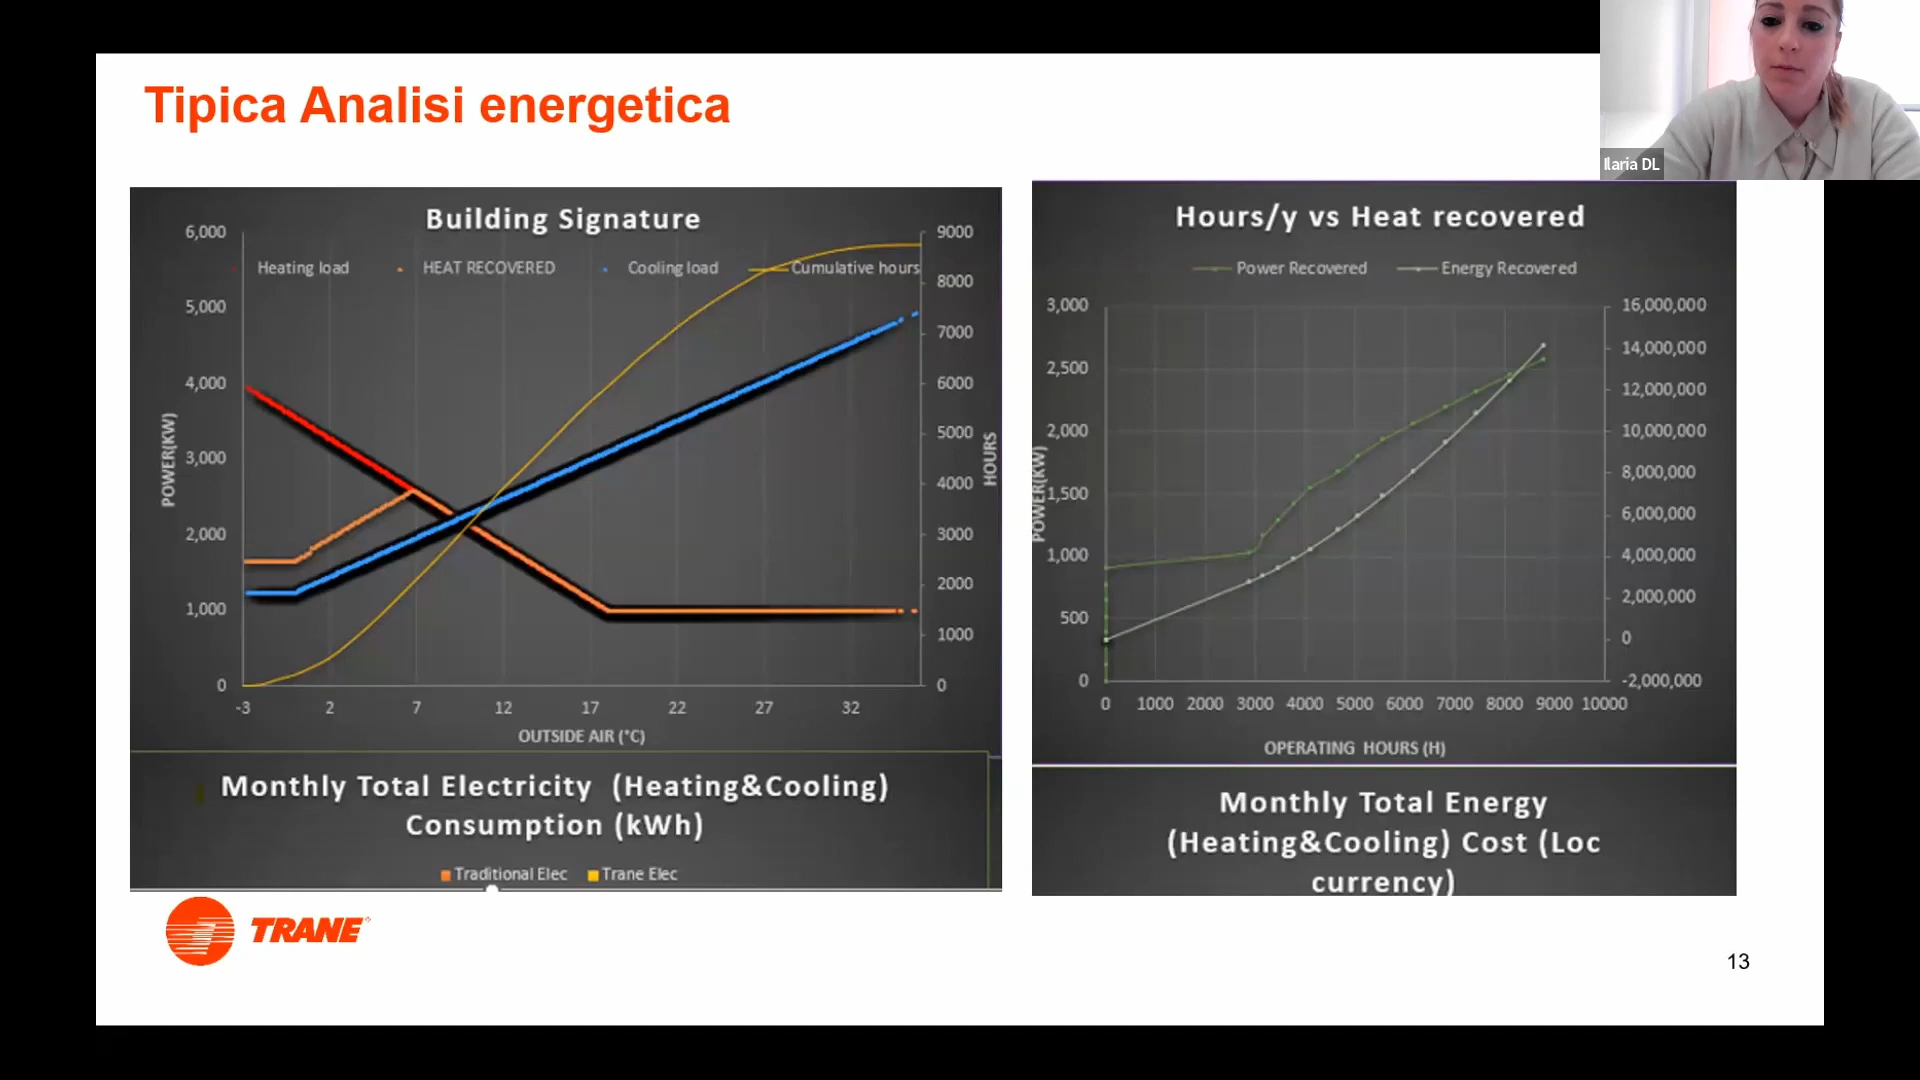 Tipica Analisi energetica
Ilaria DL
Building Signature
Heating load HEAT RECOVERED Cooling load Cumulative hours
6,000
5,000
4,000
3,000
2,000
1,000
0
POWER(KW)
9000
8000
7000
6000
5000
4000
3000
2000
1000
0
HOURS
-3 2 7 12 17 22 27 32
OUTSIDE AIR (°C)
Hours/y vs Heat recovered
Power Recovered Energy Recovered
3,000
2,500
2,000
1,500
1,000
500
0
POWER(KW)
16,000,000
14,000,000
12,000,000
10,000,000
8,000,000
6,000,000
4,000,000
2,000,000
0
-2,000,000
0 1000 2000 3000 4000 5000 6000 7000 8000 9000 10000
OPERATING HOURS (H)
Monthly Total Electricity (Heating&Cooling)
Consumption (kWh)
Traditional Elec Trane Elec
Monthly Total Energy
(Heating&Cooling) Cost (Loc
currency)
TRANE
13